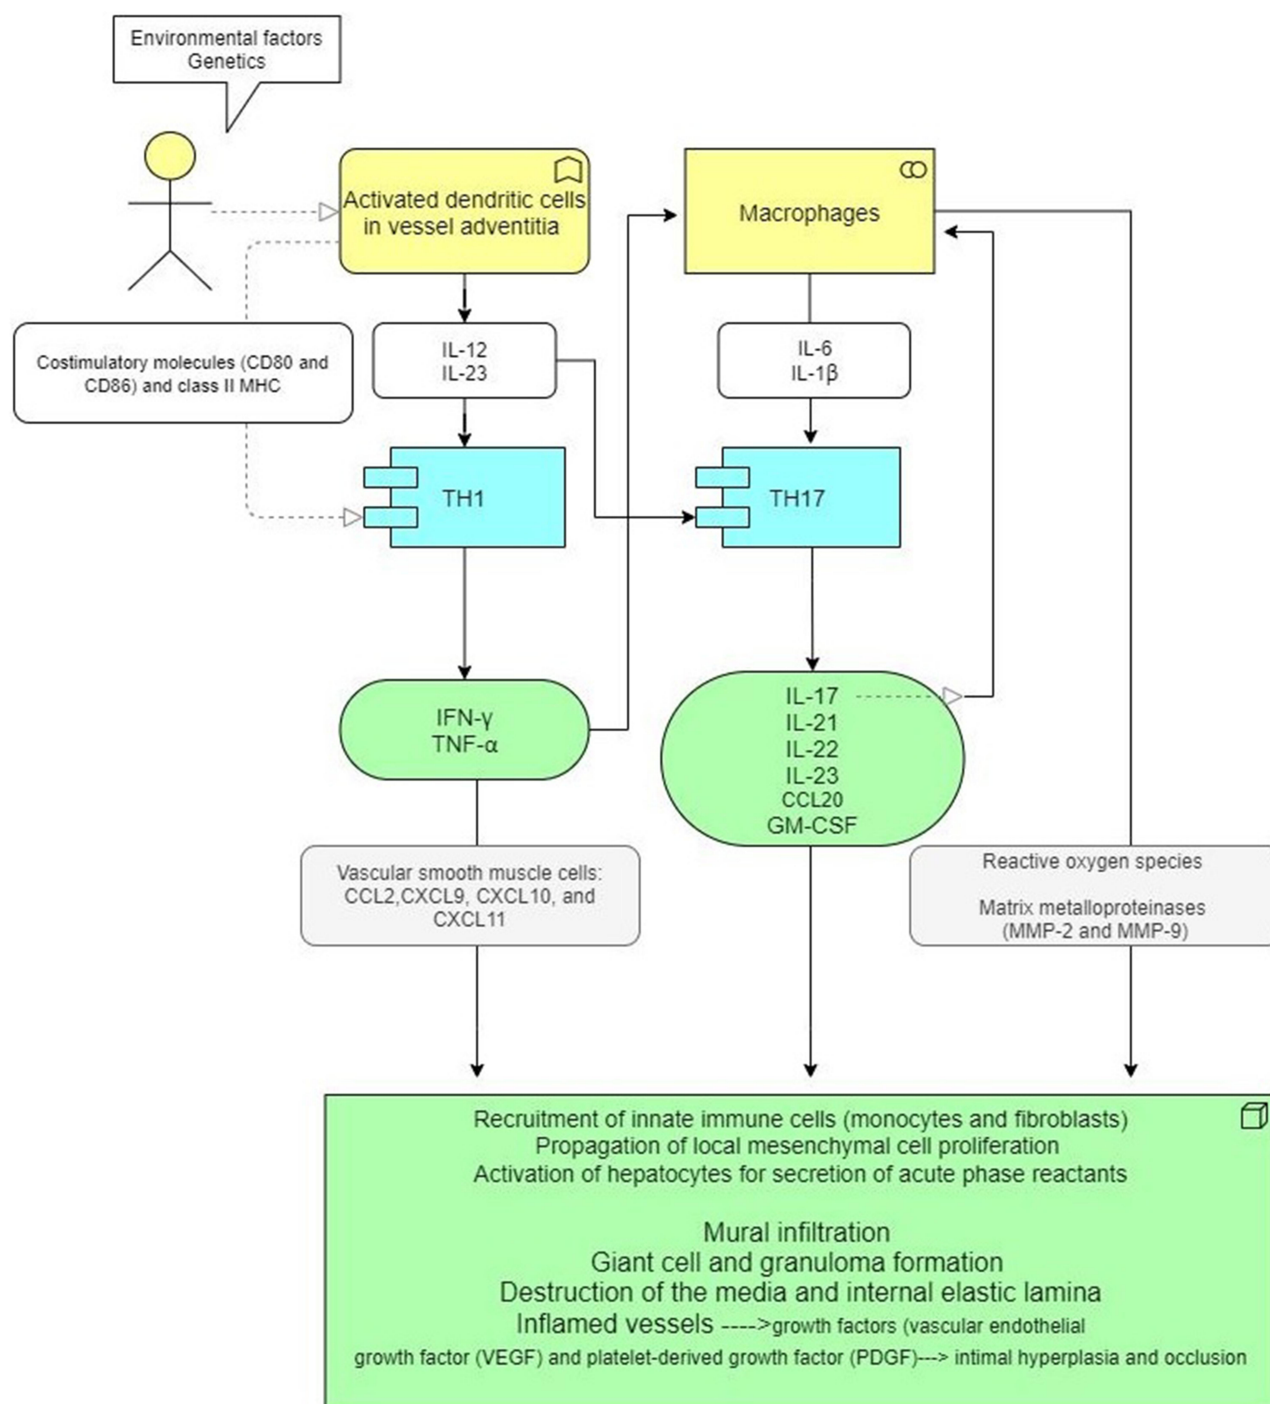 Environmental factors
Genetics
Activated dendritic cells
in vessel adventitia
Macrophages
Costimulatory molecules (CD80 and
CD86) and class II MHC
IL-12
IL-23
IL-6
IL-1β
TH1
TH17
IFN-γ
TNF-α
IL-17
IL-21
IL-22
IL-23
CCL20
GM-CSF
Vascular smooth muscle cells:
CCL2,CXCL9, CXCL10, and
CXCL11
Reactive oxygen species
Matrix metalloproteinases
(MMP-2 and MMP-9)
Recruitment of innate immune cells (monocytes and fibroblasts)
Propagation of local mesenchymal cell proliferation
Activation of hepatocytes for secretion of acute phase reactants
Mural infiltration
Giant cell and granuloma formation
Destruction of the media and internal elastic lamina
Inflamed vessels ---->growth factors (vascular endothelial
growth factor (VEGF) and platelet-derived growth factor (PDGF)---> intimal hyperplasia and occlusion